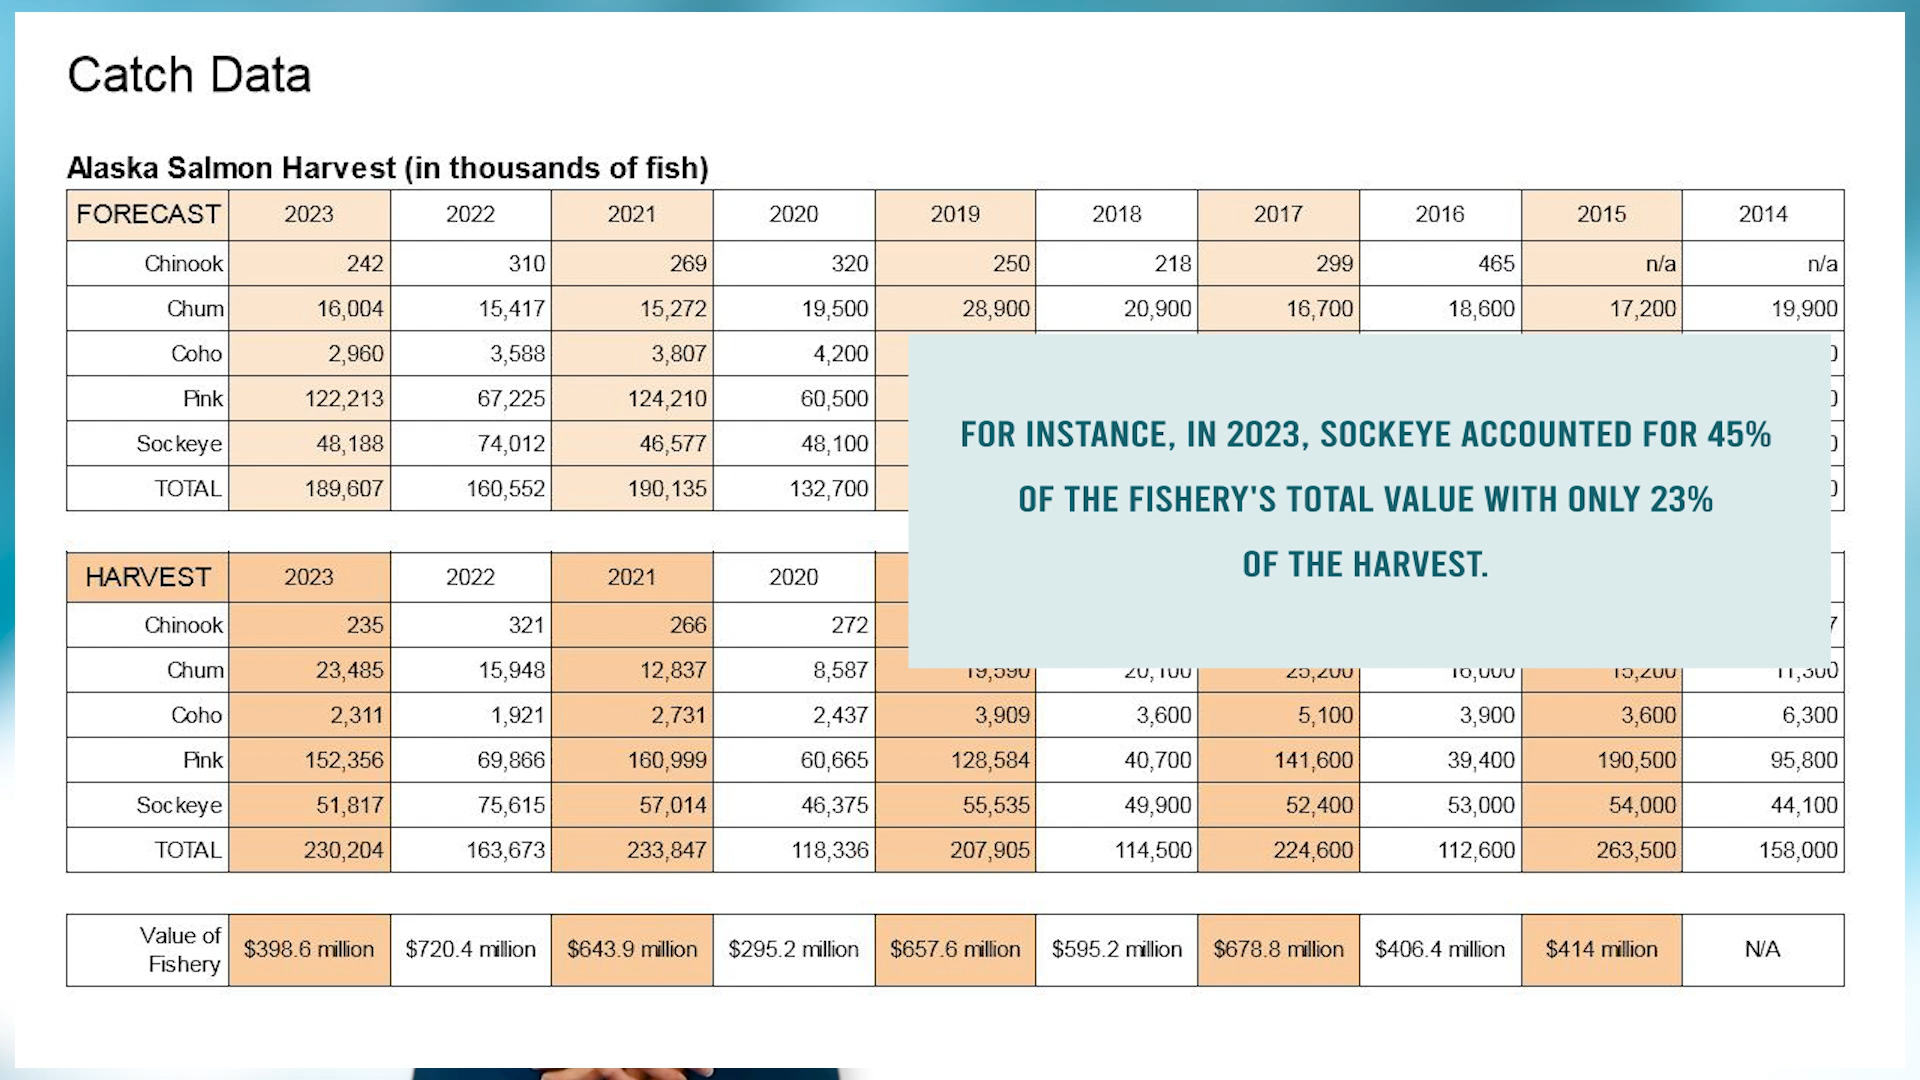 Catch Data
Alaska Salmon Harvest (in thousands of fish)
FORECAST 2023 2022 2021 2020 2019 2018 2017 2016 2015 2014
Chinook 242 310 269 320 250 218 299 465 n/a n/a
Chum 16,004 15,417 15,272 19,500 28,900 20,900 16,700 18,600 17,200 19,900
Coho 2,960 3,588 3,807 4,200
Pink 122,213 67,225 124,210 60,500
Sockeye 48,188 74,012 46,577 48,100
TOTAL 189,607 160,552 190,135 132,700
FOR INSTANCE, IN 2023, SOCKEYE ACCOUNTED FOR 45%
OF THE FISHERY'S TOTAL VALUE WITH ONLY 23%
OF THE HARVEST.
HARVEST 2023 2022 2021 2020
Chinook 235 321 266 272
Chum 23,485 15,948 12,837 8,587 19,590 20,100 25,200 16,000 15,200 11,300
Coho 2,311 1,921 2,731 2,437 3,909 3,600 5,100 3,900 3,600 6,300
Pink 152,356 69,866 160,999 60,665 128,584 40,700 141,600 39,400 190,500 95,800
Sockeye 51,817 75,615 57,014 46,375 55,535 49,900 52,400 53,000 54,000 44,100
TOTAL 230,204 163,673 233,847 118,336 207,905 114,500 224,600 112,600 263,500 158,000
Value of
Fishery $398.6 million $720.4 million $643.9 million $295.2 million $657.6 million $595.2 million $678.8 million $406.4 million $414 million N/A